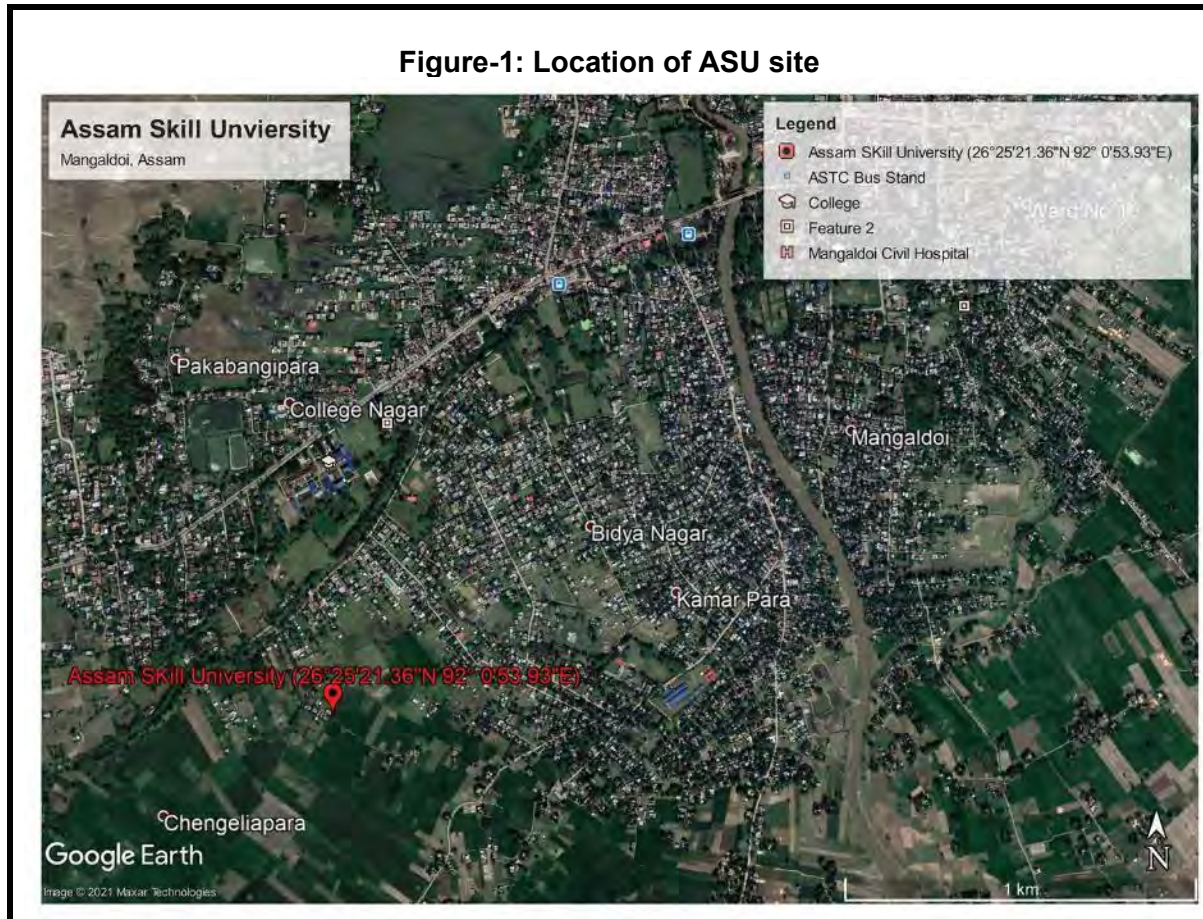 Figure-1: Location of ASU site
Assam Skill Unviersity
Mangaldoi, Assam
Legend
Assam SKill University (26°25'21.36"N 92° 0'53.93"E)
ASTC Bus Stand
College
Feature 2
Mangaldoi Civil Hospital
Ward No. 1
Pakabangipara
College Nagar
Mangaldoi
Bidya Nagar
Kamar Para
Assam SKill University (26°25'21.36"N 92° 0'53.93"E)
Chengeliapara
Google Earth
Image © 2021 Maxar Technologies
1 km
N